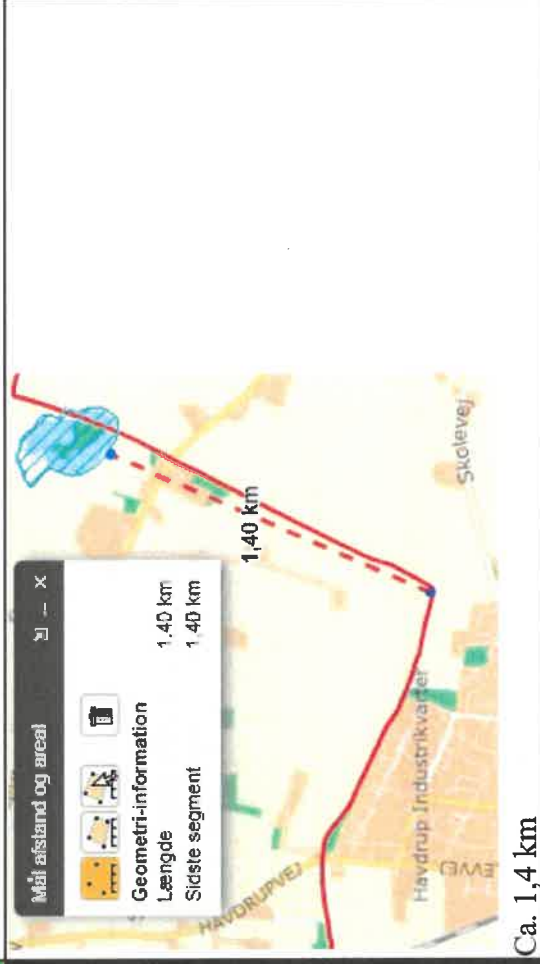 Mål afstand og areal
Geometri-information
Længde 1.40 km
Sidste segment 1.40 km
1,40 km
HAVDRUPVEJ
Havdrup Industrikvarter
Skolevej
Ca. 1,4 km